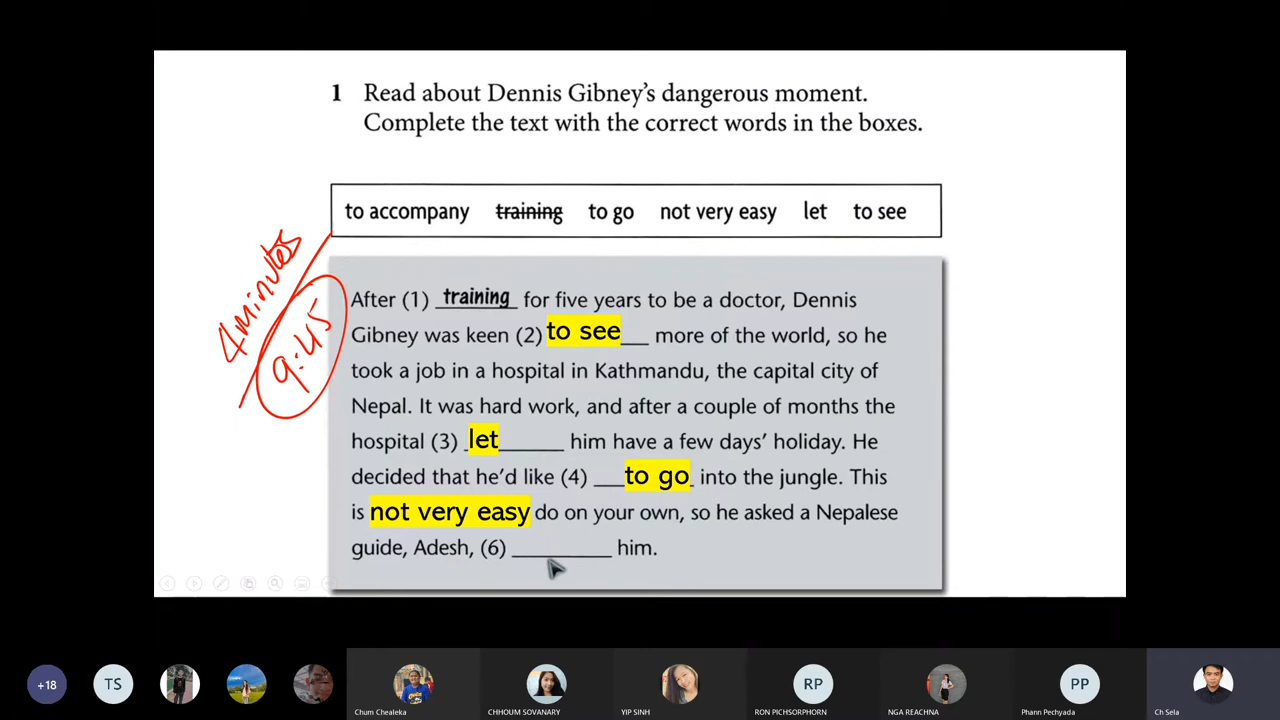 1 Read about Dennis Gibney's dangerous moment.
Complete the text with the correct words in the boxes.
to accompany training to go not very easy let to see
4 minutes
9:45
After (1) training for five years to be a doctor, Dennis
Gibney was keen (2) to see___ more of the world, so he
took a job in a hospital in Kathmandu, the capital city of
Nepal. It was hard work, and after a couple of months the
hospital (3) _let______ him have a few days' holiday. He
decided that he'd like (4) ___to go_ into the jungle. This
is not very easy do on your own, so he asked a Nepalese
guide, Adesh, (6) __________ him.
+18 TS RP PP
Chum Chealeka CHHOUM SOVANARY YIP SINH RON PICHSORPHORN NGA REACHNA Phann Pechyada Ch Sela